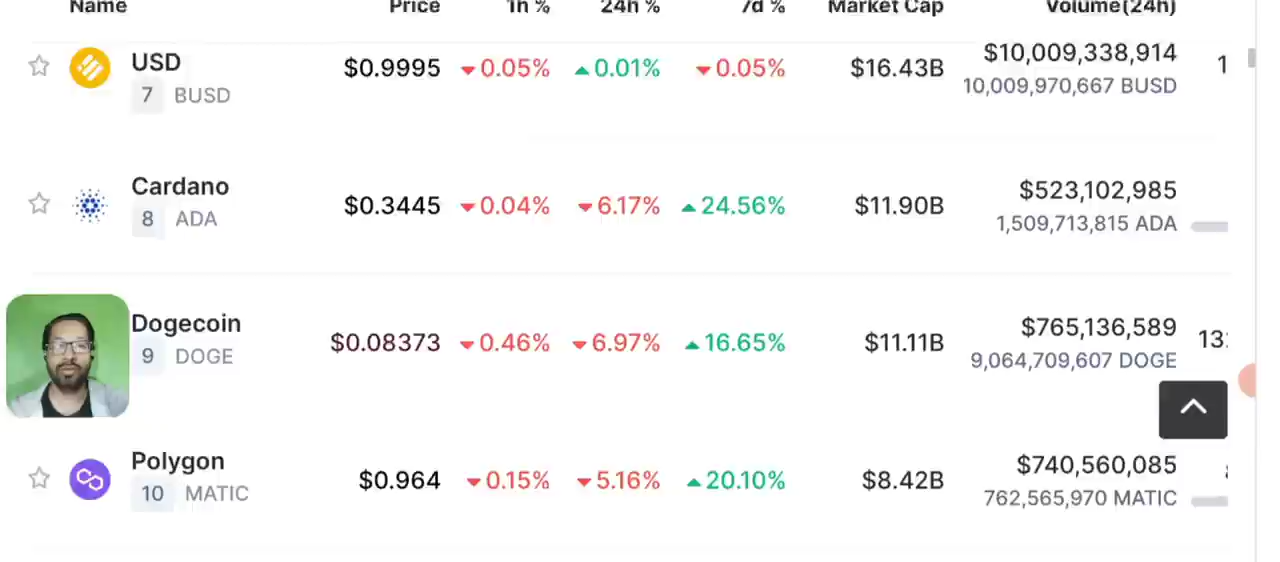 Name Price 1h % 24h % 7d % Market Cap Volume(24h)
USD $0.9995 0.05% 0.01% 0.05% $16.43B $10,009,338,914
7 BUSD 10,009,970,667 BUSD
Cardano $0.3445 0.04% 6.17% 24.56% $11.90B $523,102,985
8 ADA 1,509,713,815 ADA
Dogecoin $0.08373 0.46% 6.97% 16.65% $11.11B $765,136,589
9 DOGE 9,064,709,607 DOGE
Polygon $0.964 0.15% 5.16% 20.10% $8.42B $740,560,085
10 MATIC 762,565,970 MATIC